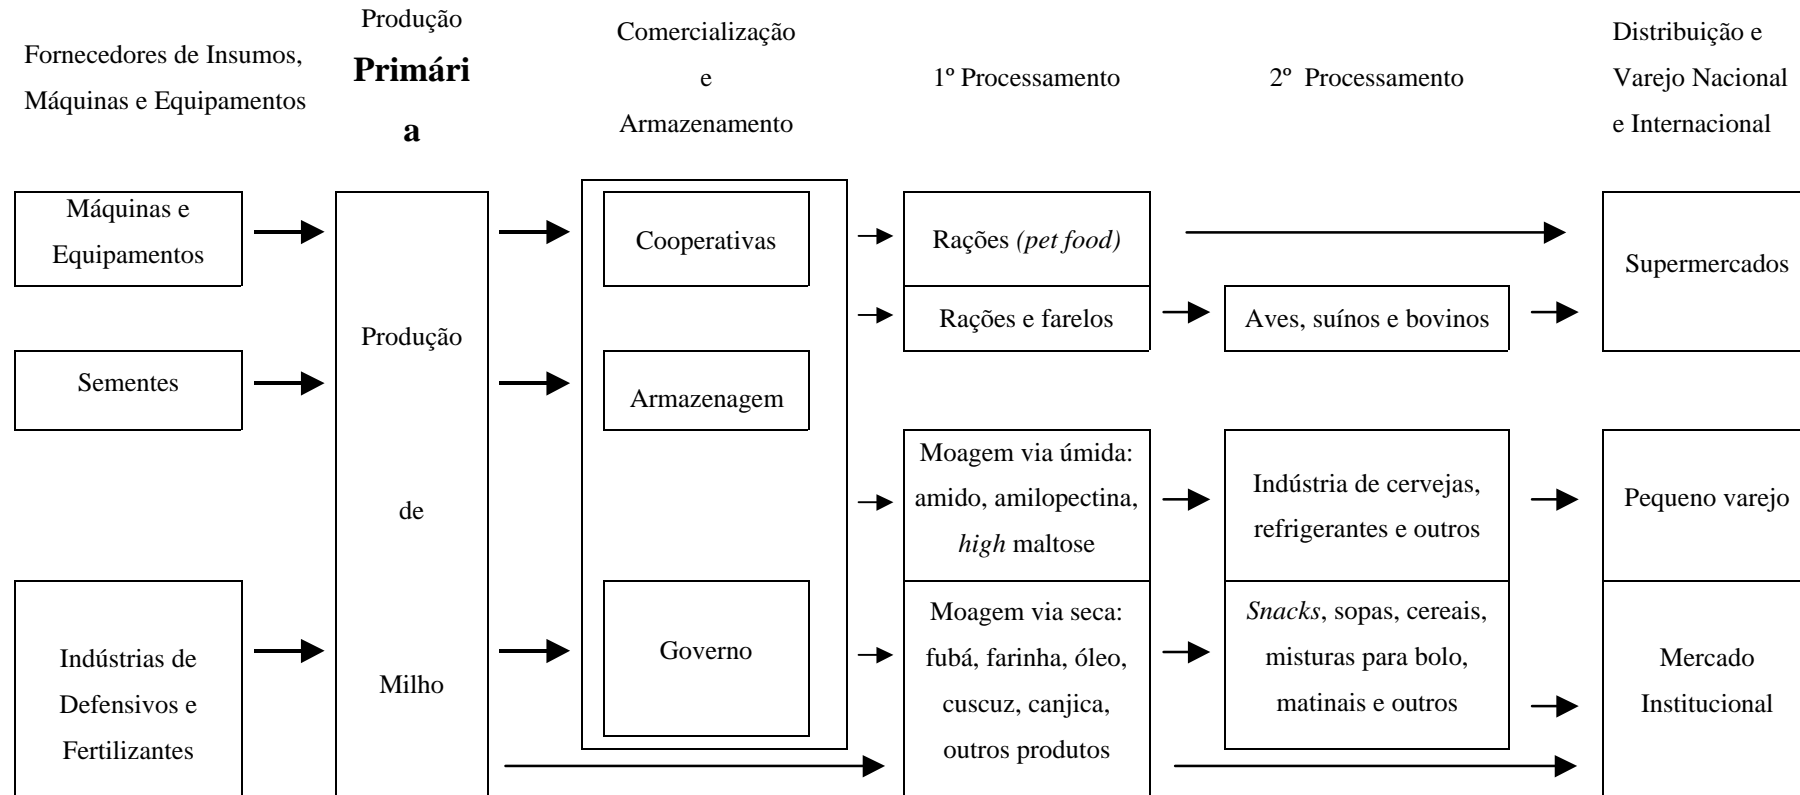 Fornecedores de Insumos,
Máquinas e Equipamentos
Produção
Primári
a
Comercialização
e
Armazenamento
1º Processamento
2º Processamento
Distribuição e
Varejo Nacional
e Internacional
Máquinas e
Equipamentos
Sementes
Indústrias de
Defensivos e
Fertilizantes
Produção
de
Milho
Cooperativas
Armazenagem
Governo
Rações (pet food)
Rações e farelos
Moagem via úmida:
amido, amilopectina,
high maltose
Moagem via seca:
fubá, farinha, óleo,
cuscuz, canjica,
outros produtos
Aves, suínos e bovinos
Indústria de cervejas,
refrigerantes e outros
Snacks, sopas, cereais,
misturas para bolo,
matinais e outros
Supermercados
Pequeno varejo
Mercado
Institucional